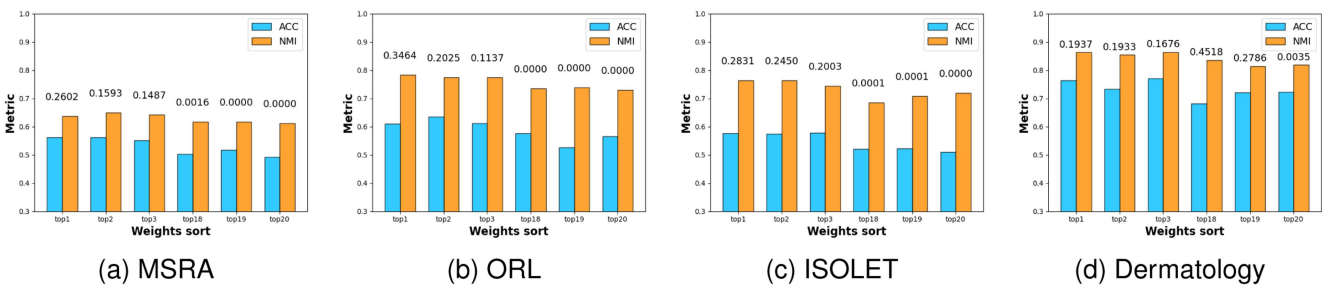 1.0
0.9
0.8
0.7
0.6
0.5
0.4
0.3
Metric
ACC
NMI
0.2602 0.1593 0.1487 0.0016 0.0000 0.0000
top1 top2 top3 top18 top19 top20
Weights sort
(a) MSRA
1.0
0.9
0.8
0.7
0.6
0.5
0.4
0.3
Metric
ACC
NMI
0.3464 0.2025 0.1137 0.0000 0.0000 0.0000
top1 top2 top3 top18 top19 top20
Weights sort
(b) ORL
1.0
0.9
0.8
0.7
0.6
0.5
0.4
0.3
Metric
ACC
NMI
0.2831 0.2450 0.2003 0.0001 0.0001 0.0000
top1 top2 top3 top18 top19 top20
Weights sort
(c) ISOLET
1.0
0.9
0.8
0.7
0.6
0.5
0.4
0.3
Metric
ACC
NMI
0.1937 0.1933 0.1676 0.4518 0.2786 0.0035
top1 top2 top3 top18 top19 top20
Weights sort
(d) Dermatology